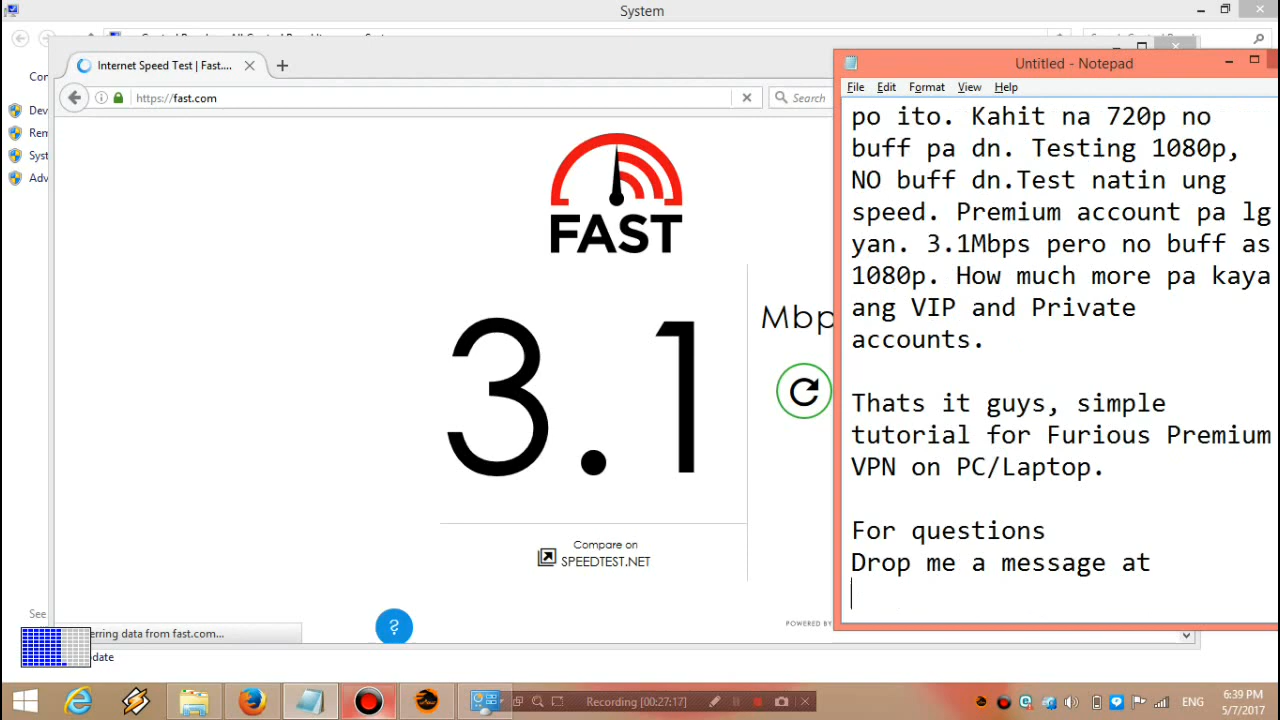 System
Internet Speed Test | Fast....
https://fast.com
Search
Dev
Rem
Syst
Adv
See
FAST
3.1
Mbp
Compare on
SPEEDTEST.NET
POWERED BY
erring data from fast.com...
date
Untitled - Notepad
File Edit Format View Help
po ito. Kahit na 720p no
buff pa dn. Testing 1080p,
NO buff dn.Test natin ung
speed. Premium account pa lg
yan. 3.1Mbps pero no buff as
1080p. How much more pa kaya
ang VIP and Private
accounts.
Thats it guys, simple
tutorial for Furious Premium
VPN on PC/Laptop.
For questions
Drop me a message at
Recording [00:27:17]
ENG
6:39 PM
5/7/2017